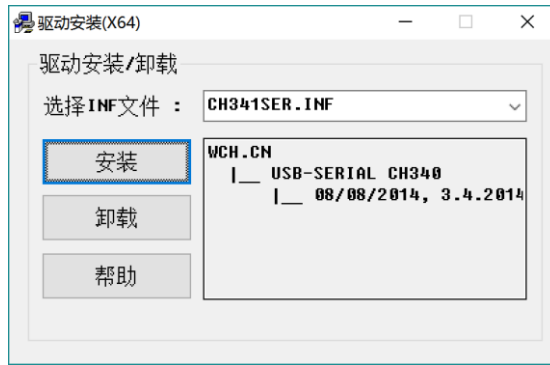 驱动安装(X64)
驱动安装/卸载
选择INF文件 : CH341SER.INF
安装
卸载
帮助
WCH.CN
|__ USB-SERIAL CH340
|__ 08/08/2014, 3.4.2014